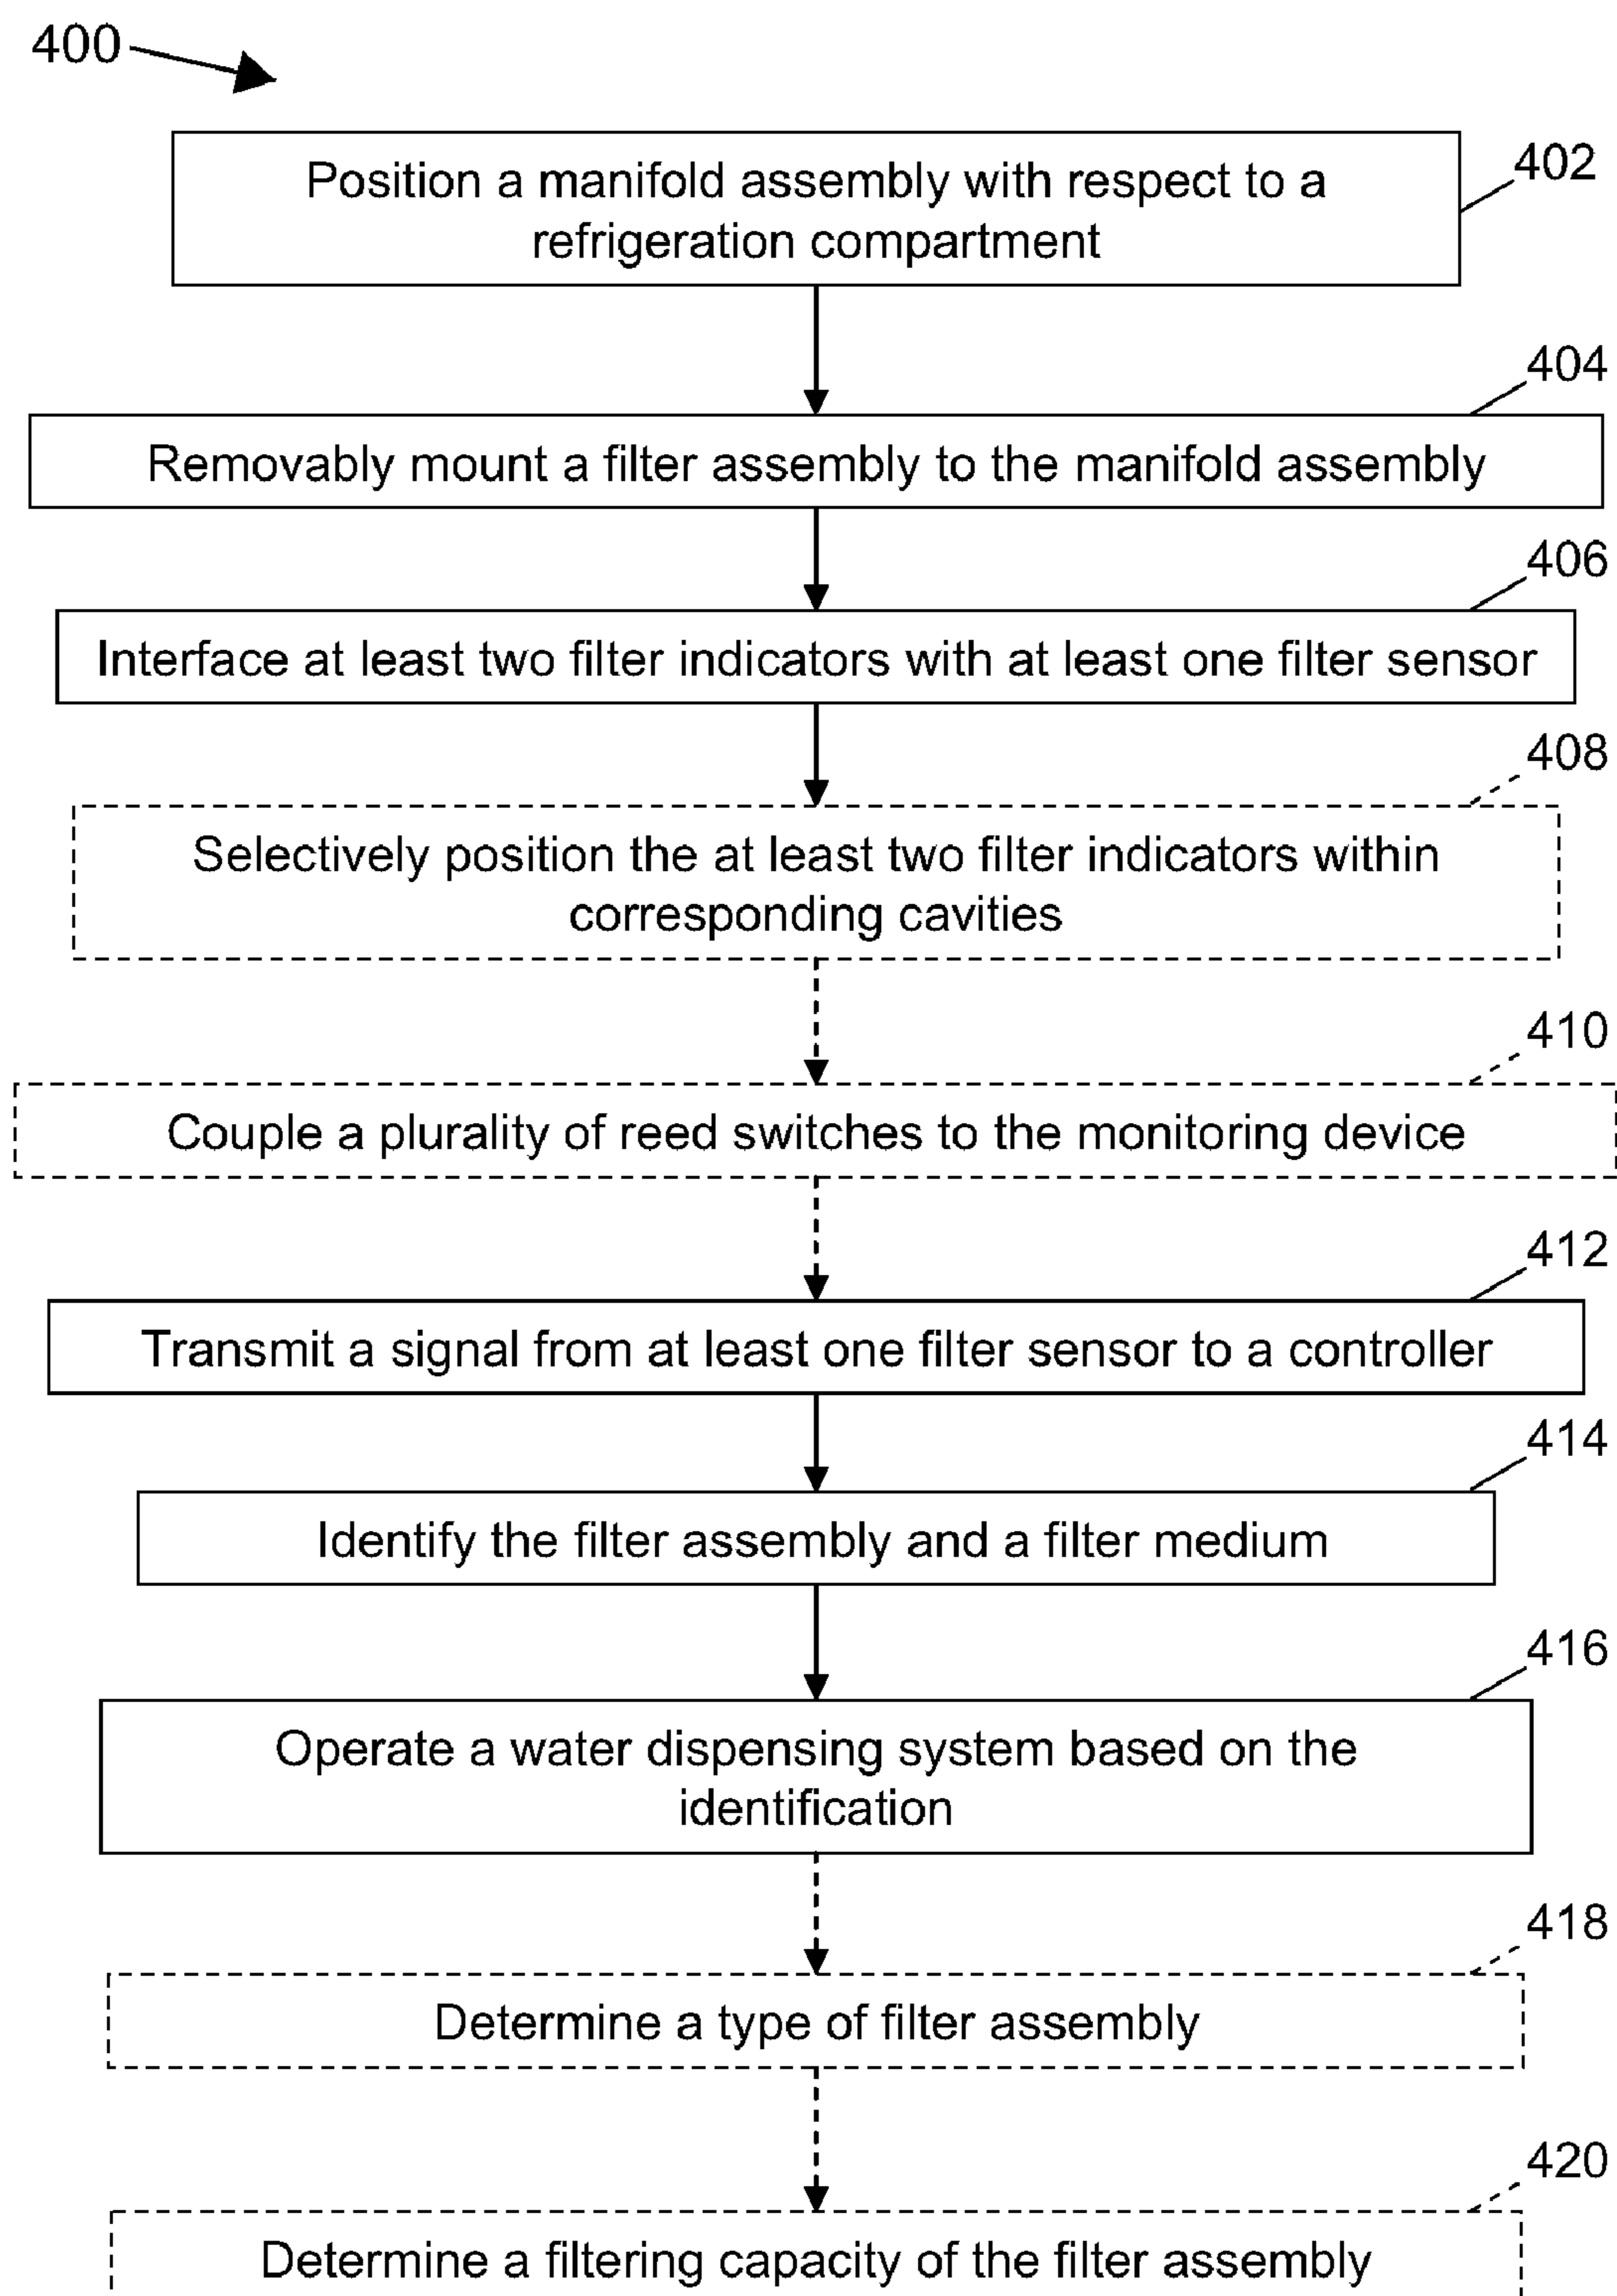 400
402
Position a manifold assembly with respect to a
refrigeration compartment
404
Removably mount a filter assembly to the manifold assembly
406
Interface at least two filter indicators with at least one filter sensor
408
Selectively position the at least two filter indicators within
corresponding cavities
410
Couple a plurality of reed switches to the monitoring device
412
Transmit a signal from at least one filter sensor to a controller
414
Identify the filter assembly and a filter medium
416
Operate a water dispensing system based on the
identification
418
Determine a type of filter assembly
420
Determine a filtering capacity of the filter assembly